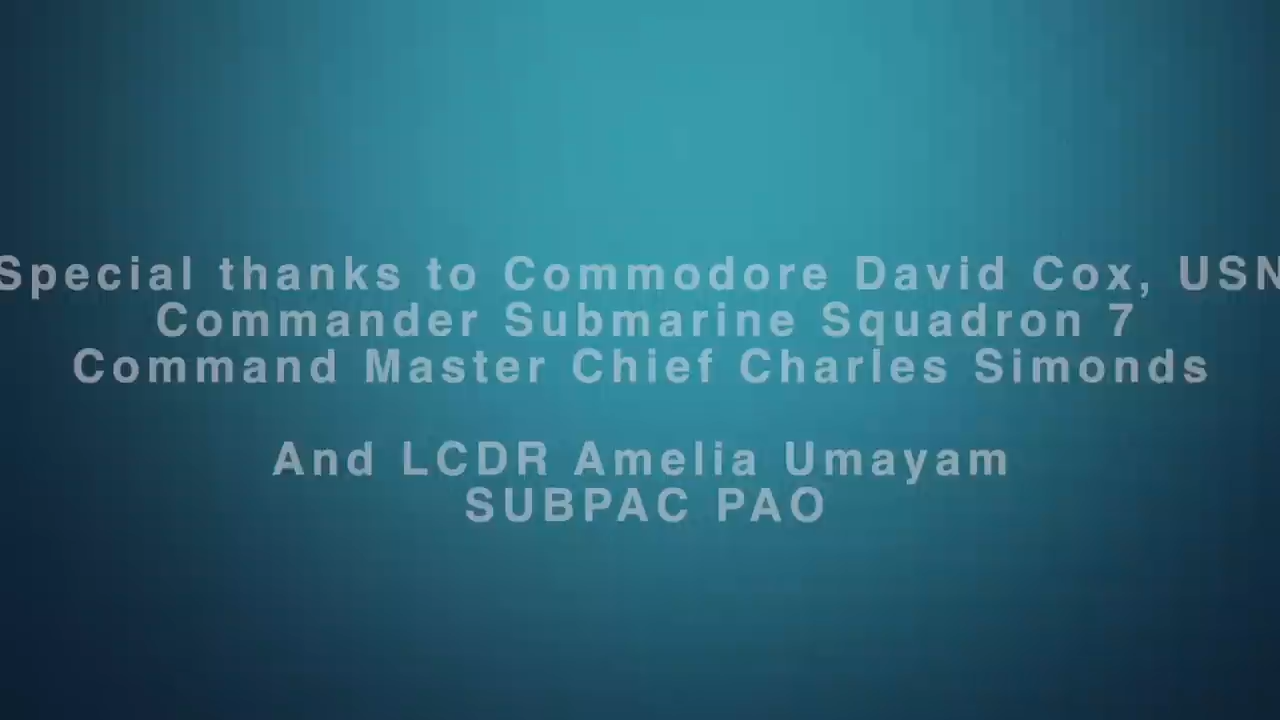 Special thanks to Commodore David Cox, USN
Commander Submarine Squadron 7
Command Master Chief Charles Simonds
And LCDR Amelia Umayam
SUBPAC PAO